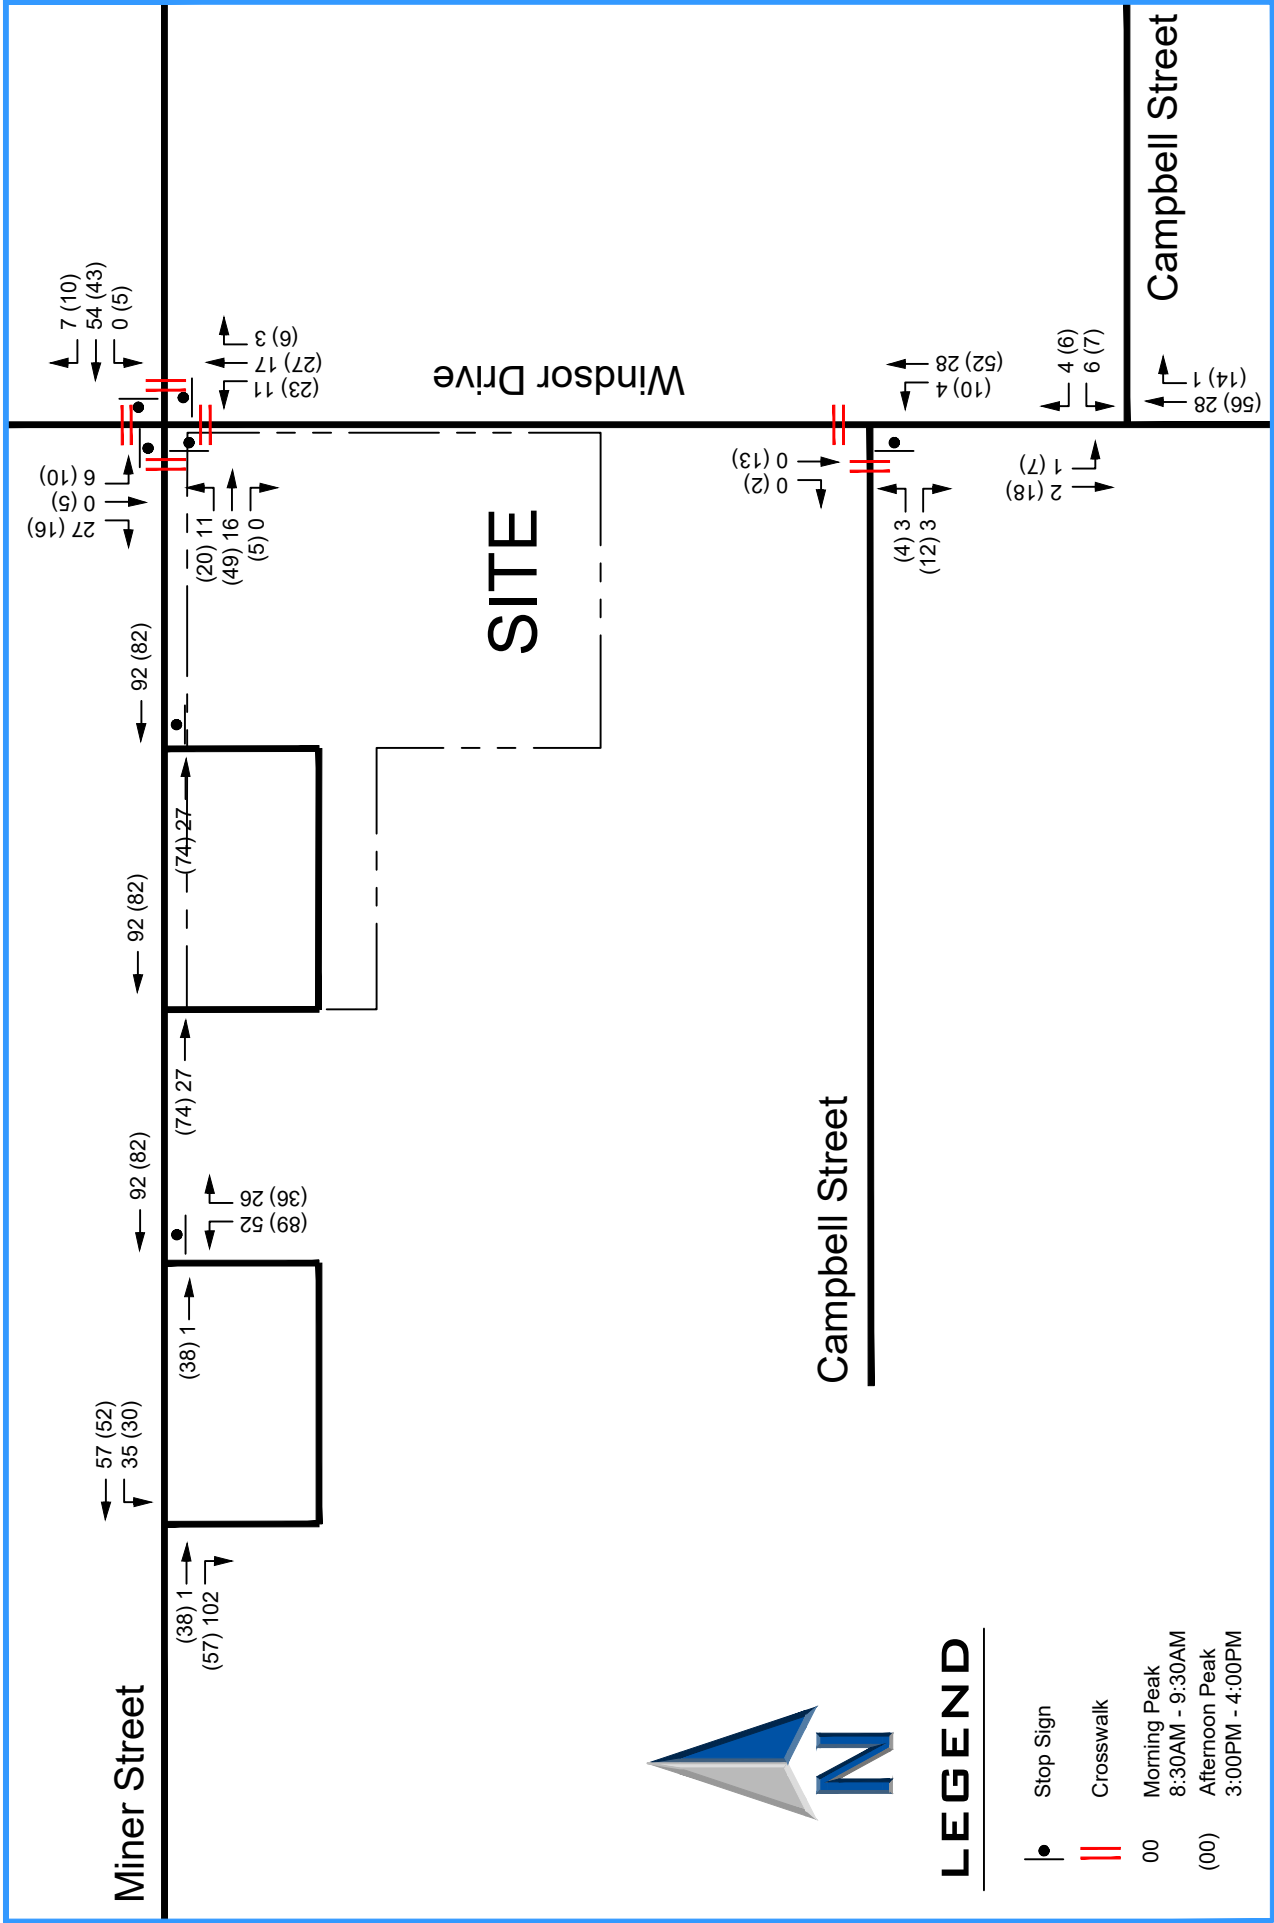 Miner Street
(38) 1
(57) 102
57 (52)
35 (30)
(38) 1
92 (82)
(36) 26
(89) 52
(74) 27
92 (82)
(74) 27
92 (82)
6 (10)
0 (5)
27 (16)
(20) 11
(49) 16
(5) 0
7 (10)
54 (43)
0 (5)
(6) 3
(27) 17
(23) 11
Windsor Drive
SITE
Campbell Street
0 (13)
0 (2)
(4) 3
(12) 3
(52) 28
(10) 4
4 (6)
6 (7)
1 (7)
2 (18)
(14) 1
(56) 28
Campbell Street
N
LEGEND
Stop Sign
Crosswalk
00 Morning Peak
8:30AM - 9:30AM
(00) Afternoon Peak
3:00PM - 4:00PM